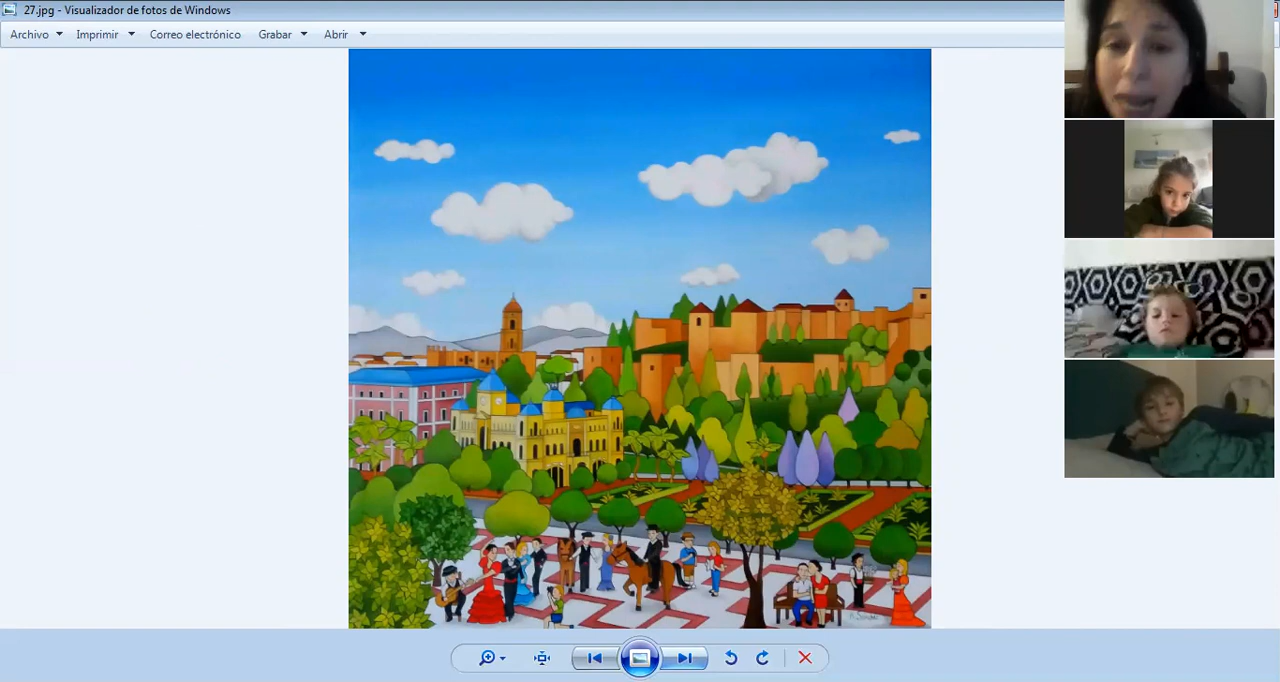 27.jpg - Visualizador de fotos de Windows
Archivo Imprimir Correo electrónico Grabar Abrir